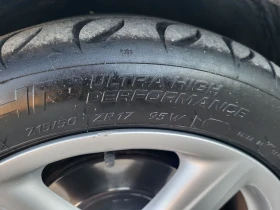 ULTRA HIGH
PERFORMANCE
215/50 ZR17 95W